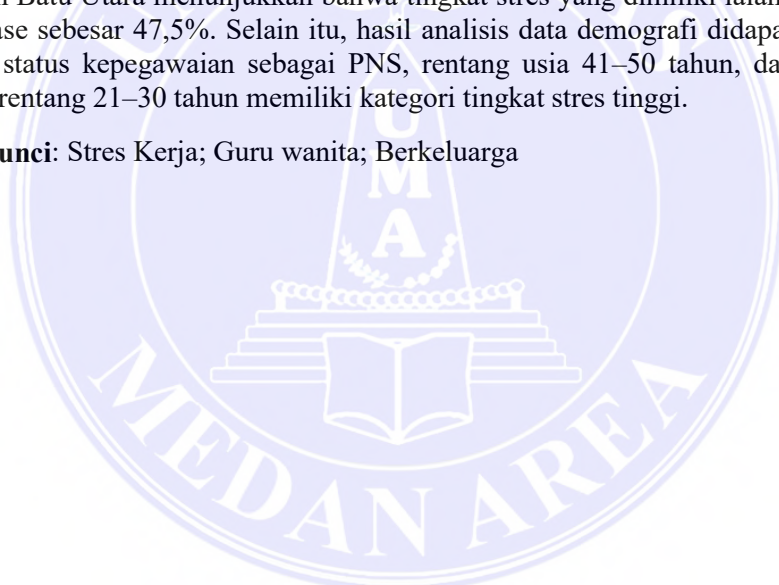 Batu Utara menunjukkan bahwa tingkat stres yang dimiliki ialah
ase sebesar 47,5%. Selain itu, hasil analisis data demografi didapa
status kepegawaian sebagai PNS, rentang usia 41–50 tahun, da
rentang 21–30 tahun memiliki kategori tingkat stres tinggi.
unci: Stres Kerja; Guru wanita; Berkeluarga
U
M
A
MEDAN AREA